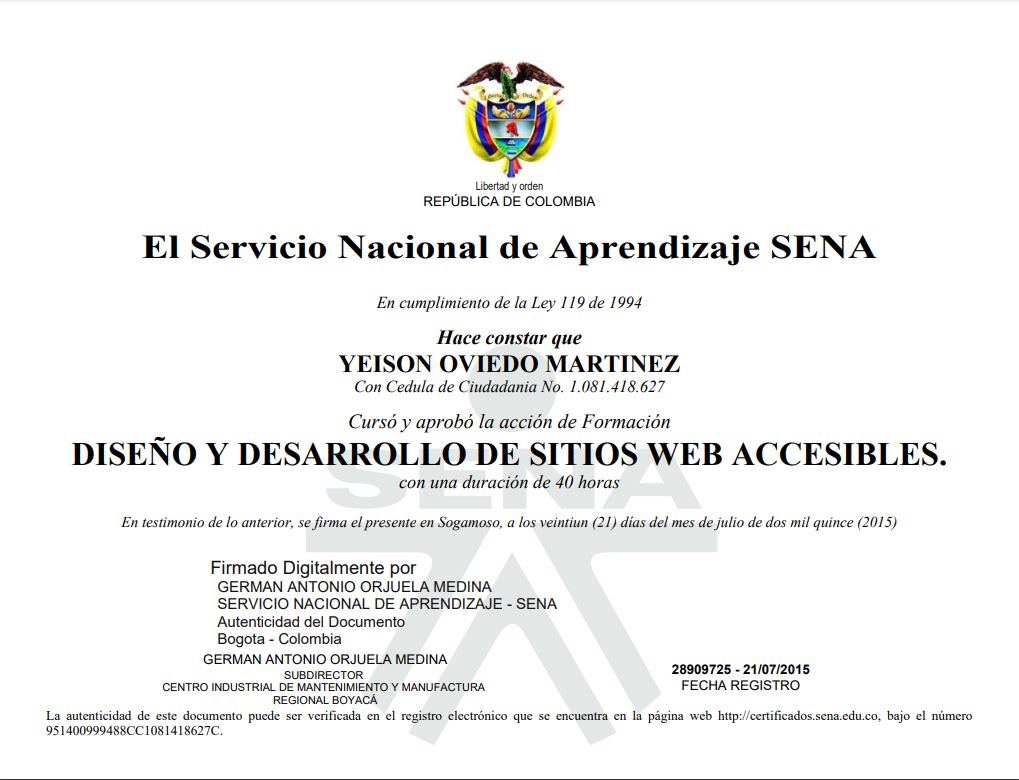 Libertad y orden
REPÚBLICA DE COLOMBIA
El Servicio Nacional de Aprendizaje SENA
En cumplimiento de la Ley 119 de 1994
Hace constar que
YEISON OVIEDO MARTINEZ
Con Cedula de Ciudadania No. 1.081.418.627
Cursó y aprobó la acción de Formación
DISEÑO Y DESARROLLO DE SITIOS WEB ACCESIBLES.
con una duración de 40 horas
SENA
En testimonio de lo anterior, se firma el presente en Sogamoso, a los veintiun (21) días del mes de julio de dos mil quince (2015)
Firmado Digitalmente por
GERMAN ANTONIO ORJUELA MEDINA
SERVICIO NACIONAL DE APRENDIZAJE - SENA
Autenticidad del Documento
Bogota - Colombia
GERMAN ANTONIO ORJUELA MEDINA
SUBDIRECTOR
CENTRO INDUSTRIAL DE MANTENIMIENTO Y MANUFACTURA
REGIONAL BOYACÁ
28909725 - 21/07/2015
FECHA REGISTRO
La autenticidad de este documento puede ser verificada en el registro electrónico que se encuentra en la página web http://certificados.sena.edu.co, bajo el número
951400999488CC1081418627C.